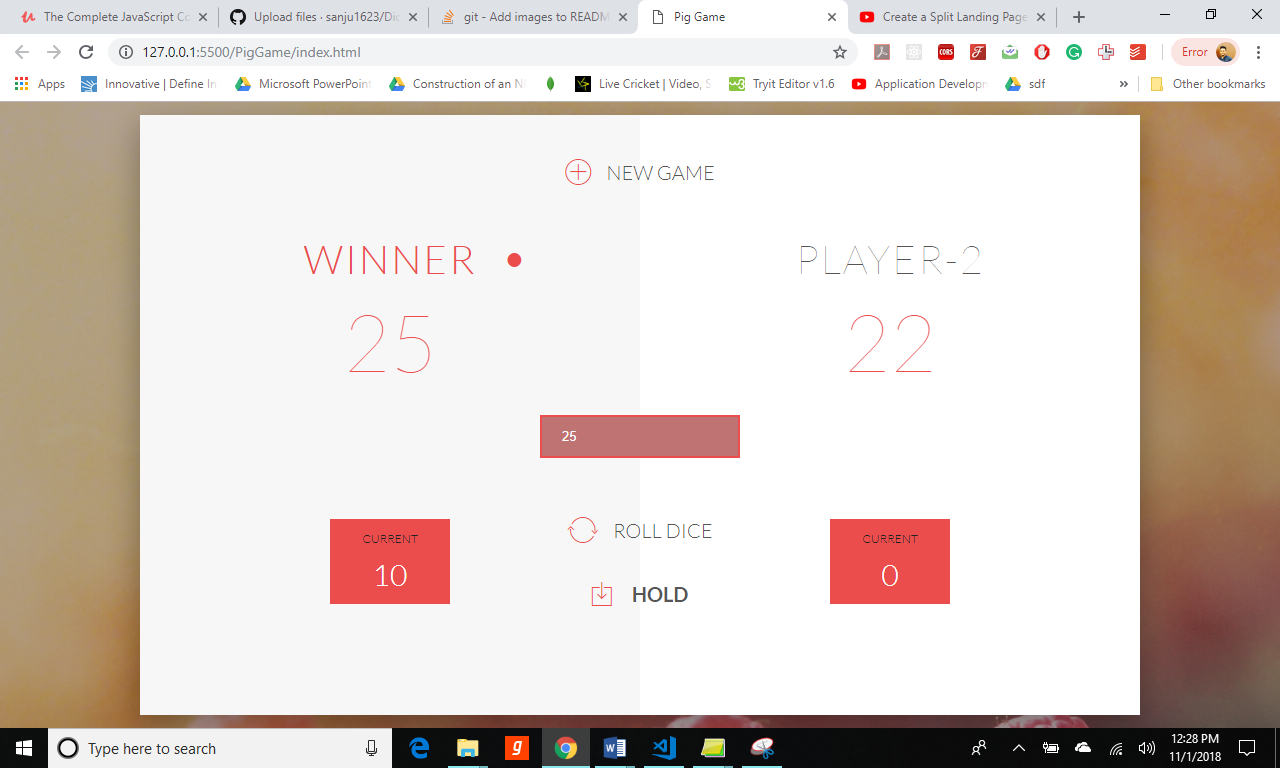 The Complete JavaScript Co
Upload files · sanju1623/Dic
git - Add images to READM
Pig Game
Create a Split Landing Page
127.0.0.1:5500/PigGame/index.html
CORS
Error
Apps
Innovative | Define In
Microsoft PowerPoint
Construction of an N
Live Cricket | Video, S
Tryit Editor v1.6
Application Developm
sdf
»
Other bookmarks
NEW GAME
WINNER
PLAYER-2
25
22
25
ROLL DICE
HOLD
CURRENT
10
CURRENT
0
Type here to search
12:28 PM
11/1/2018